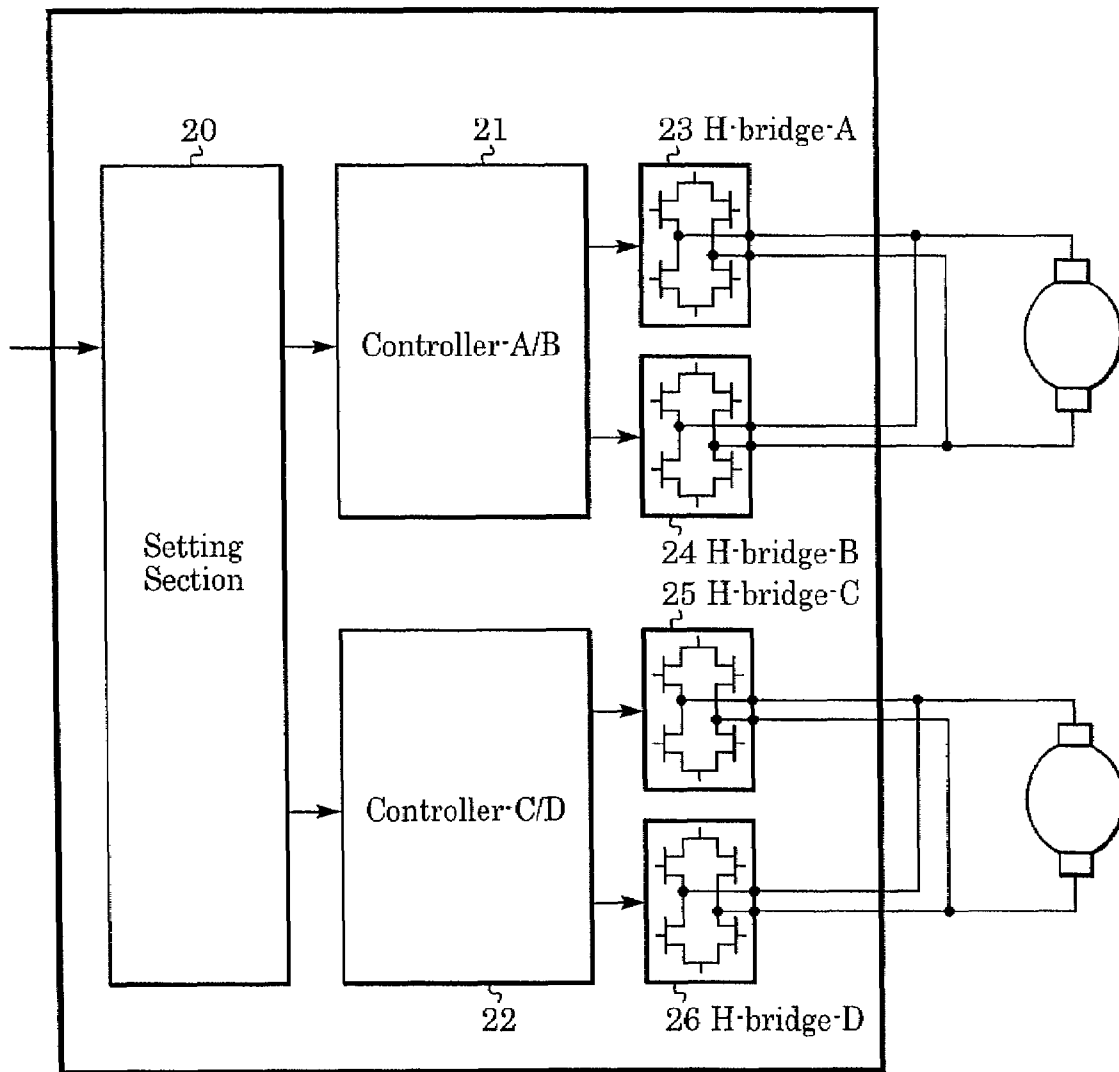 20
21
23 H-bridge-A
Controller-A/B
Setting
Section
24 H-bridge-B
25 H-bridge-C
Controller-C/D
22
26 H-bridge-D